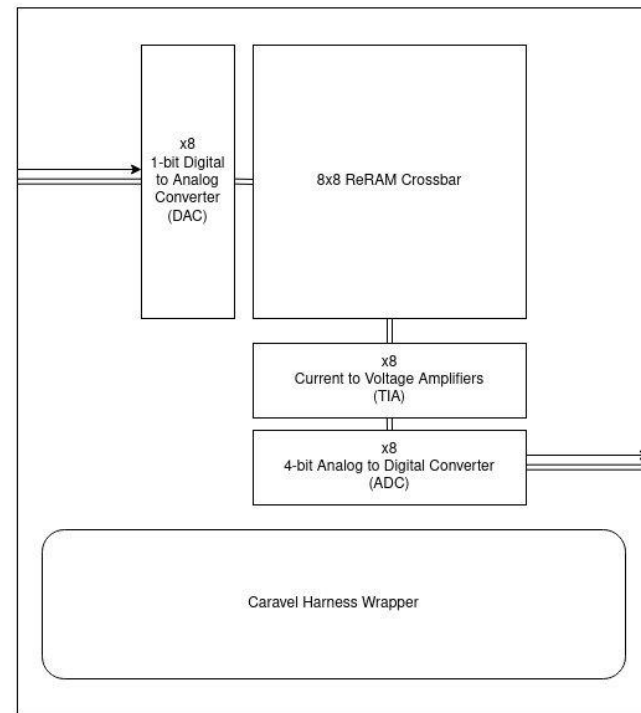 x8
1-bit Digital
to Analog
Converter
(DAC)
8x8 ReRAM Crossbar
x8
Current to Voltage Amplifiers
(TIA)
x8
4-bit Analog to Digital Converter
(ADC)
Caravel Harness Wrapper